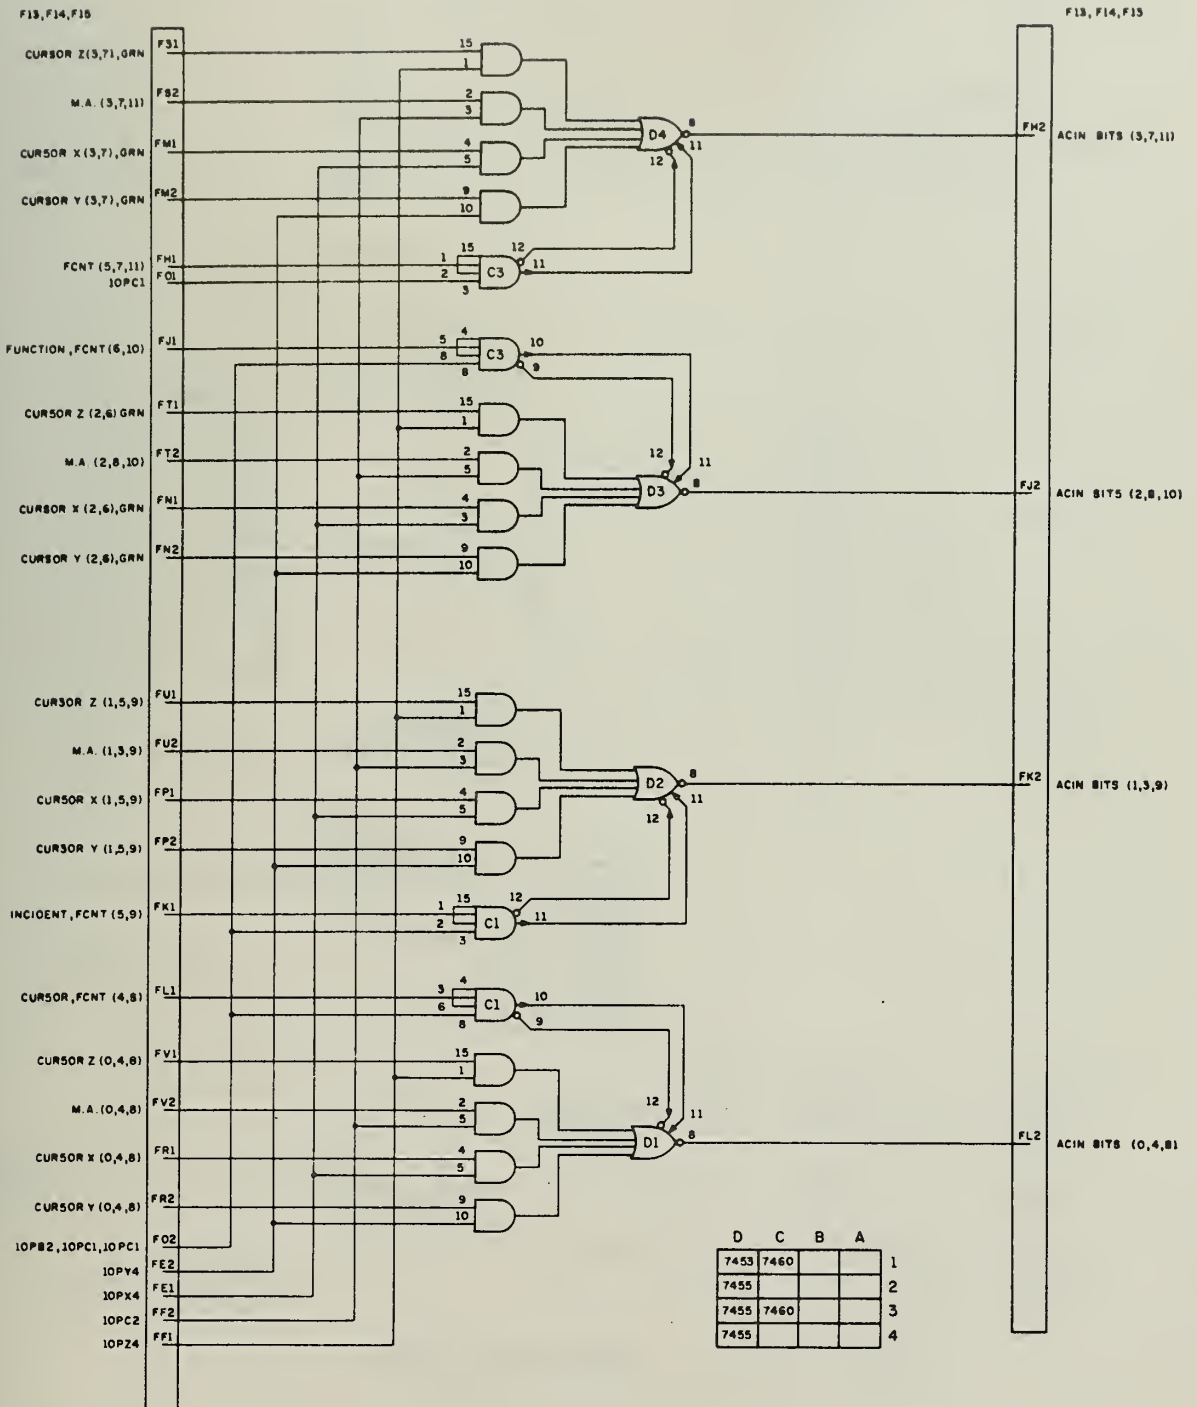 F13, F14, F15
F13, F14, F15
CURSOR Z(3,7), GRN FS1 15
1
M.A. (3,7,11) FS2 2
3
CURSOR X (3,7), GRN FM1 4
5
CURSOR Y (3,7), GRN FM2 9
10
D4 8
12 11
FH2 ACIN BITS (3,7,11)
FCNT (5,7,11) FH1 1 15
2
C3 12
11
10PC1 FO1 3
FUNCTION, FCNT (6,10) FJ1 5 4
8
8
C3 10
9
CURSOR Z (2,6) GRN FT1 15
1
M.A. (2,8,10) FT2 2
5
CURSOR X (2,6), GRN FN1 4
3
CURSOR Y (2,6), GRN FN2 9
10
12 11
D3 8
FJ2 ACIN BITS (2,8,10)
CURSOR Z (1,5,9) FU1 15
1
M.A. (1,3,9) FU2 2
3
CURSOR X (1,5,9) FP1 4
5
CURSOR Y (1,5,9) FP2 9
10
D2 8
12 11
FK2 ACIN BITS (1,3,9)
INCIDENT, FCNT (5,9) FK1 1 15
2
3
C1 12
11
CURSOR, FCNT (4,8) FL1 3 4
6
8
C1 10
9
CURSOR Z (0,4,8) FV1 15
1
M.A. (0,4,8) FV2 2
5
CURSOR X (0,4,8) FR1 4
5
CURSOR Y (0,4,8) FR2 9
10
12 11
D1 8
FL2 ACIN BITS (0,4,8)
10PB2, 10PC1, 10PC1 FO2
10PY4 FE2
10PX4 FE1
10PC2 FF2
10PZ4 FF1
D C B A
7453 7460 1
7455 2
7455 7460 3
7455 4